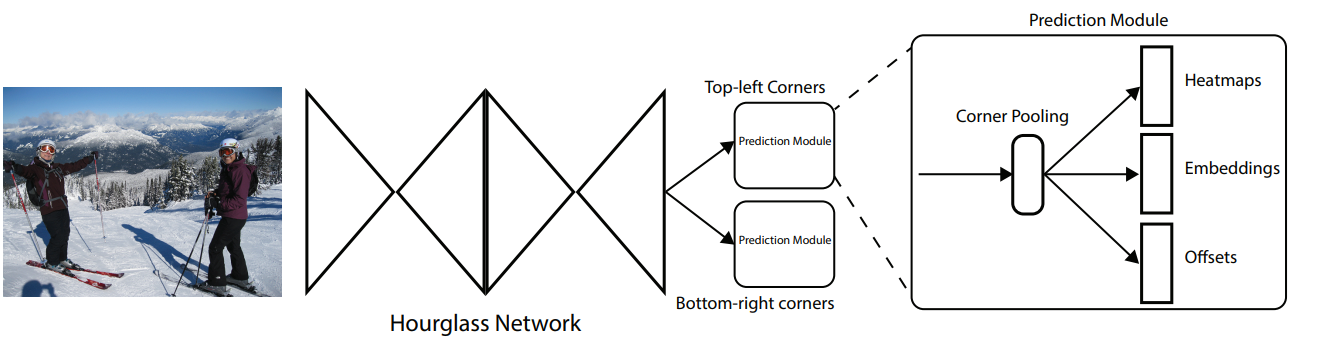 Prediction Module
Top-left Corners
Prediction Module
Prediction Module
Bottom-right corners
Hourglass Network
Corner Pooling
Heatmaps
Embeddings
Offsets